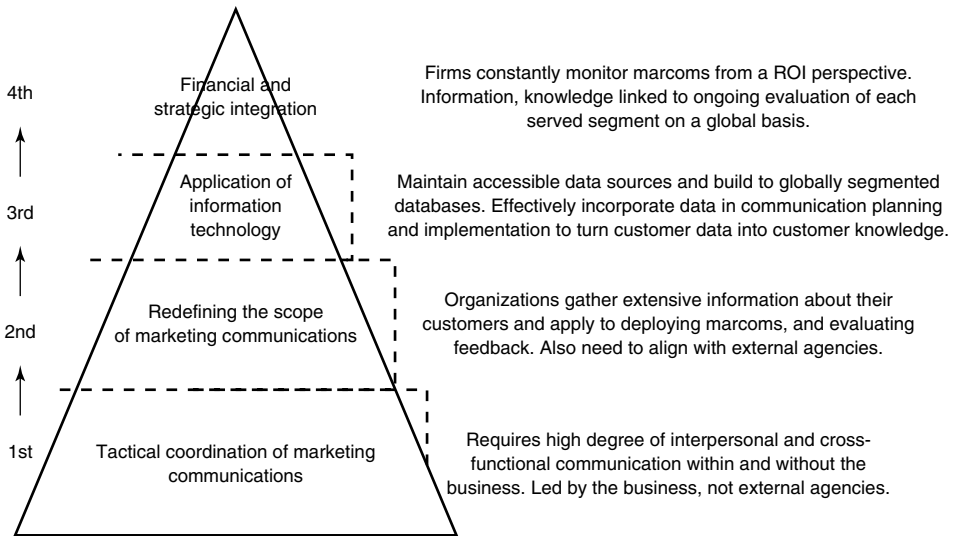 4th
Financial and
strategic integration
Firms constantly monitor marcoms from a ROI perspective.
Information, knowledge linked to ongoing evaluation of each
served segment on a global basis.
3rd
Application of
information
technology
Maintain accessible data sources and build to globally segmented
databases. Effectively incorporate data in communication planning
and implementation to turn customer data into customer knowledge.
2nd
Redefining the scope
of marketing communications
Organizations gather extensive information about their
customers and apply to deploying marcoms, and evaluating
feedback. Also need to align with external agencies.
1st
Tactical coordination of marketing
communications
Requires high degree of interpersonal and cross-
functional communication within and without the
business. Led by the business, not external agencies.